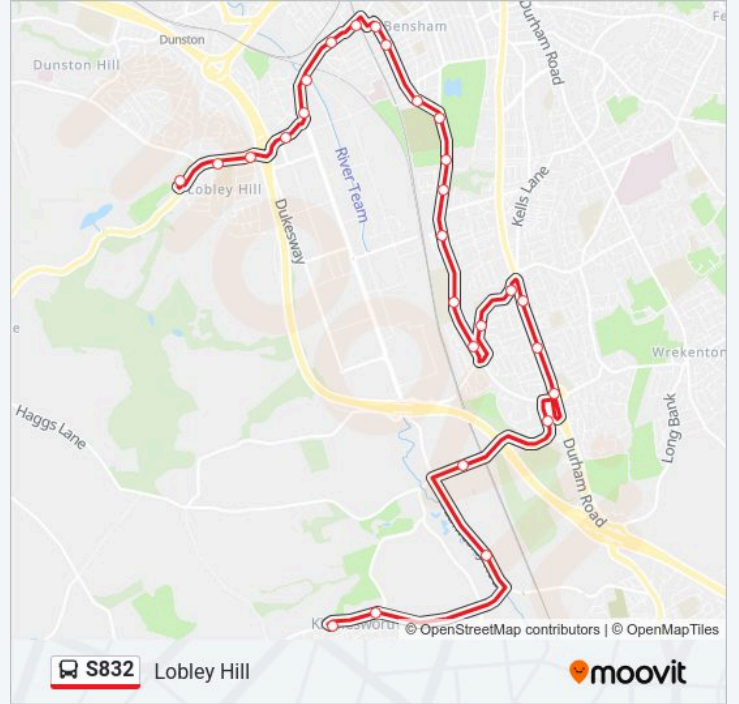 Bensham
Durham Road
Fe
Dunston
Dunston Hill
River Team
Kells Lane
Lobley Hill
Dukesway
e
Wrekenton
Long Bank
Haggs Lane
Durham Road
© OpenStreetMap contributors | © OpenMapTiles
S832 Lobley Hill
moovit